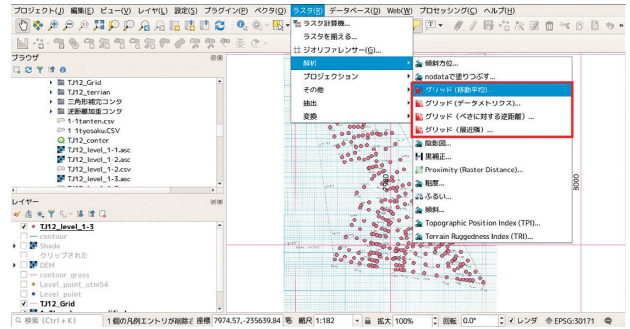 プロジェクト(J) 編集(E) ビュー(V) レイヤ(L) 設定(S) プラグイン(P) ベクタ(O) ラスタ(R) データベース(D) Web(W) プロセッシング(C) ヘルプ(H)
ラスタ計算機...
ラスタを揃える...
ジオリファレンサー(G)...
解析
プロジェクション
その他
抽出
変換
傾斜方位...
nodataで塗りつぶす...
グリッド (移動平均)...
グリッド (データメトリクス)...
グリッド (べきに対する逆距離) ...
グリッド (最近隣) ...
陰影図...
黒補正...
Proximity (Raster Distance)...
粗度...
ふるい...
傾斜...
Topographic Position Index (TPI)...
Terrain Ruggedness Index (TRI)...
ブラウザ
TJ12_Grid
TJ12_terrian
三角形補完コンタ
逆距離加重コンタ
1-1tanten.csv
1-1tyosaku.CSV
TJ12_conter
TJ12_level_1-1.asc
TJ12_level_1-2.asc
TJ12_level_1-2.csv
TJ12_level_1-3.asc
レイヤー
TJ12_level_1-3
contour
Shade
クリップされた
DEM
contour_grass
Level_point_utm54
Level_point
TJ12_Grid
8000
検索 (Ctrl + K)
1 個の凡例エントリが削除さ 座標 7974.57,-235639.84 縮尺 1:182 拡大 100% 回転 0.0° レンダ EPSG:30171